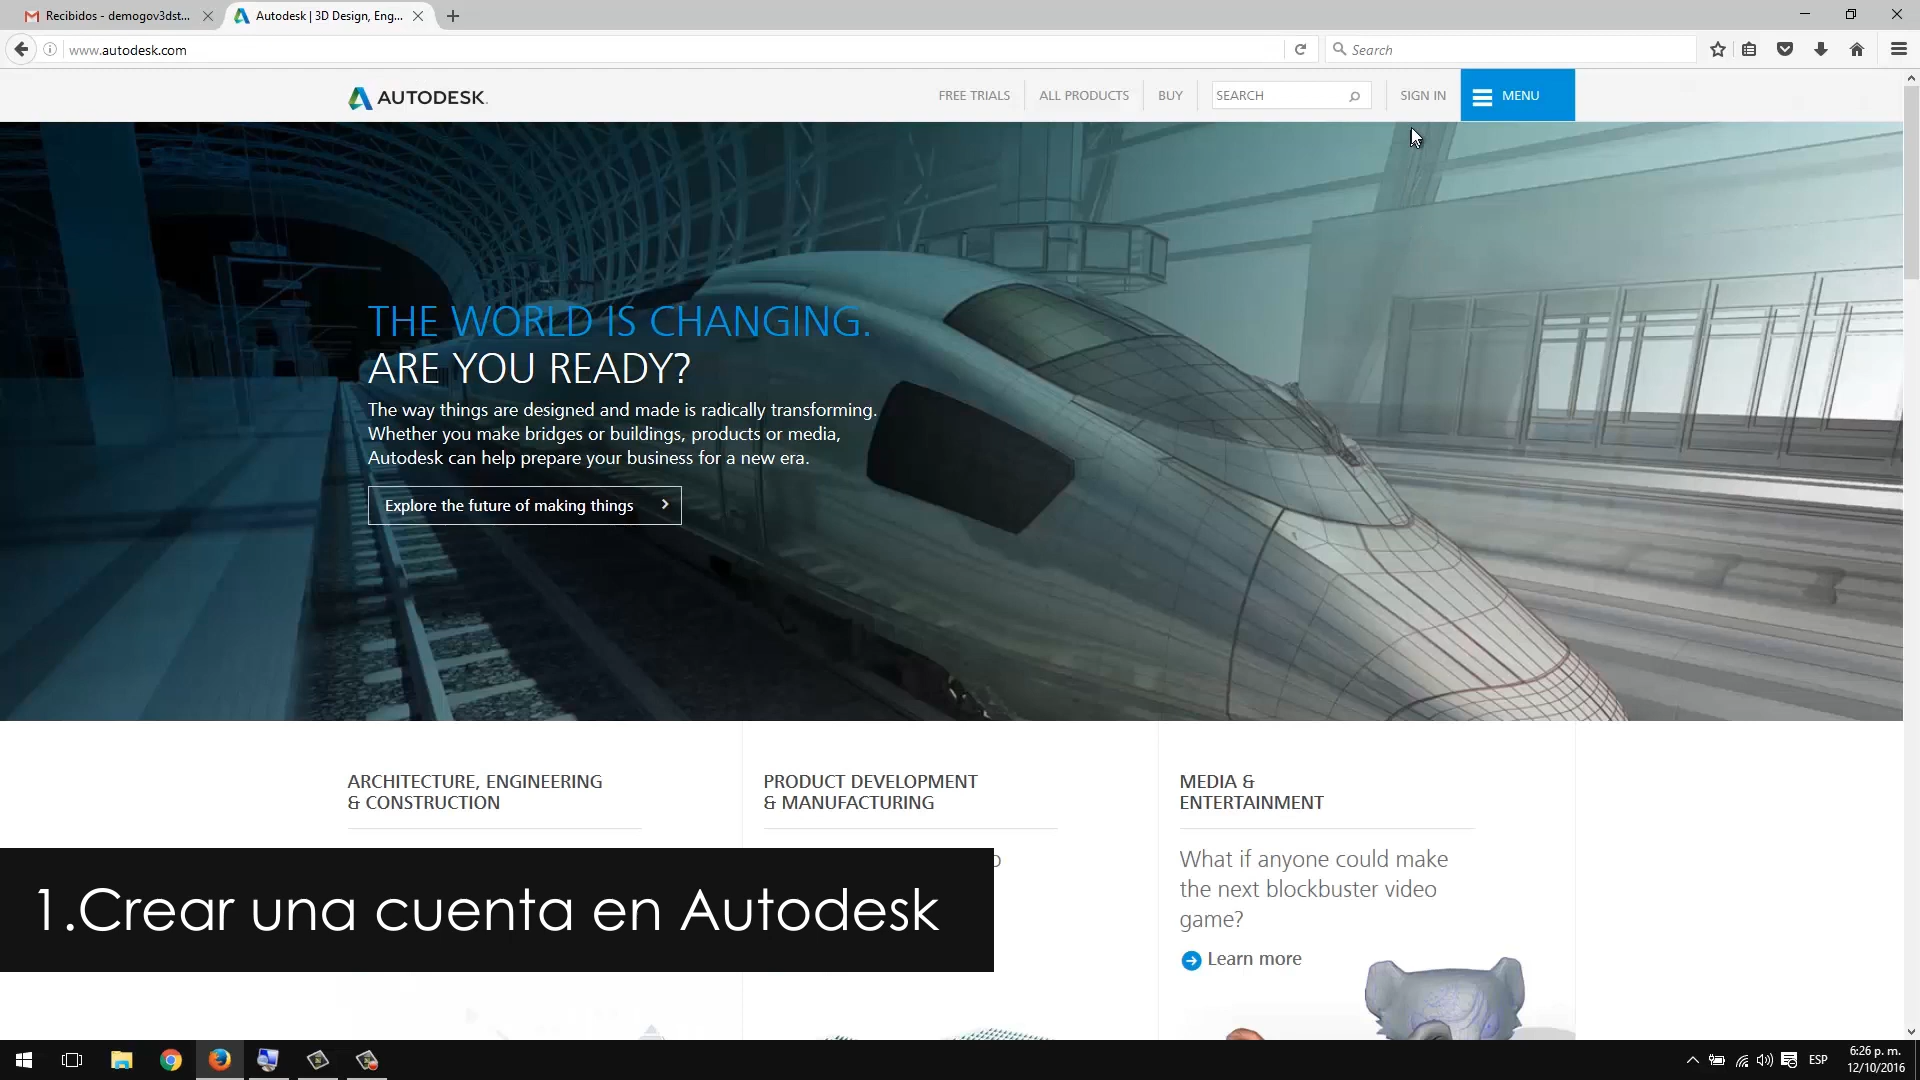 Recibidos - demogov3dst...
Autodesk | 3D Design, Eng...
www.autodesk.com
Search
AUTODESK.
FREE TRIALS
ALL PRODUCTS
BUY
SEARCH
SIGN IN
MENU
THE WORLD IS CHANGING.
ARE YOU READY?
The way things are designed and made is radically transforming.
Whether you make bridges or buildings, products or media,
Autodesk can help prepare your business for a new era.
Explore the future of making things
ARCHITECTURE, ENGINEERING
& CONSTRUCTION
PRODUCT DEVELOPMENT
& MANUFACTURING
MEDIA &
ENTERTAINMENT
What if anyone could make
the next blockbuster video
game?
Learn more
1.Crear una cuenta en Autodesk
ESP
6:26 p. m.
12/10/2016